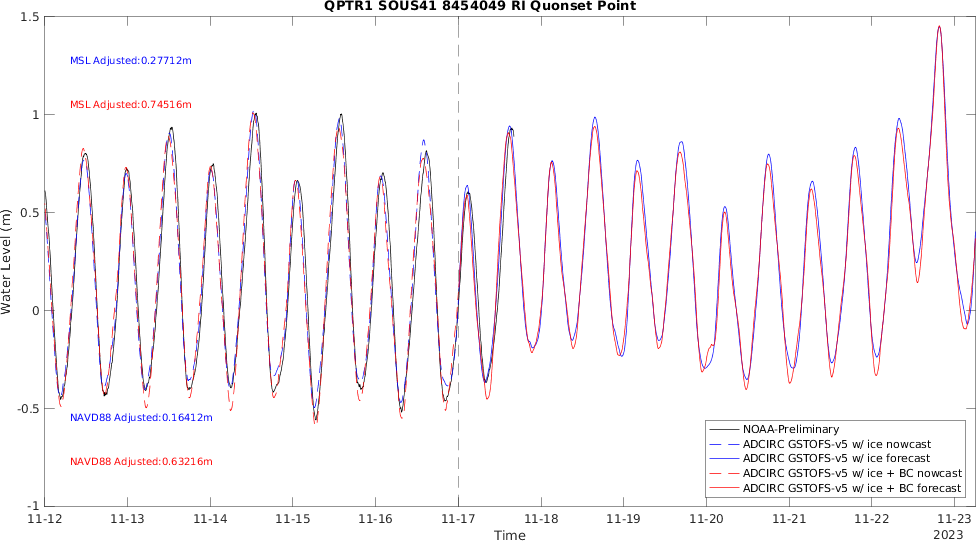 QPTR1 SOUS41 8454049 RI Quonset Point
1.5
MSL Adjusted:0.27712m
MSL Adjusted:0.74516m
1
0.5
Water Level (m)
0
-0.5
NAVD88 Adjusted:0.16412m
NAVD88 Adjusted:0.63216m
NOAA-Preliminary
ADCIRC GSTOFS-v5 w/ ice nowcast
ADCIRC GSTOFS-v5 w/ ice forecast
ADCIRC GSTOFS-v5 w/ ice + BC nowcast
ADCIRC GSTOFS-v5 w/ ice + BC forecast
-1
11-12 11-13 11-14 11-15 11-16 11-17 11-18 11-19 11-20 11-21 11-22 11-23
Time
2023